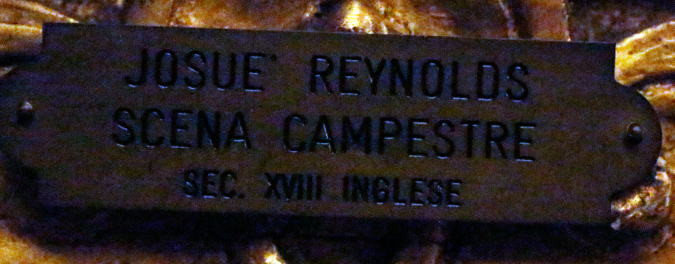 JOSUE' REYNOLDS
SCENA CAMPESTRE
SEC. XVIII INGLESE